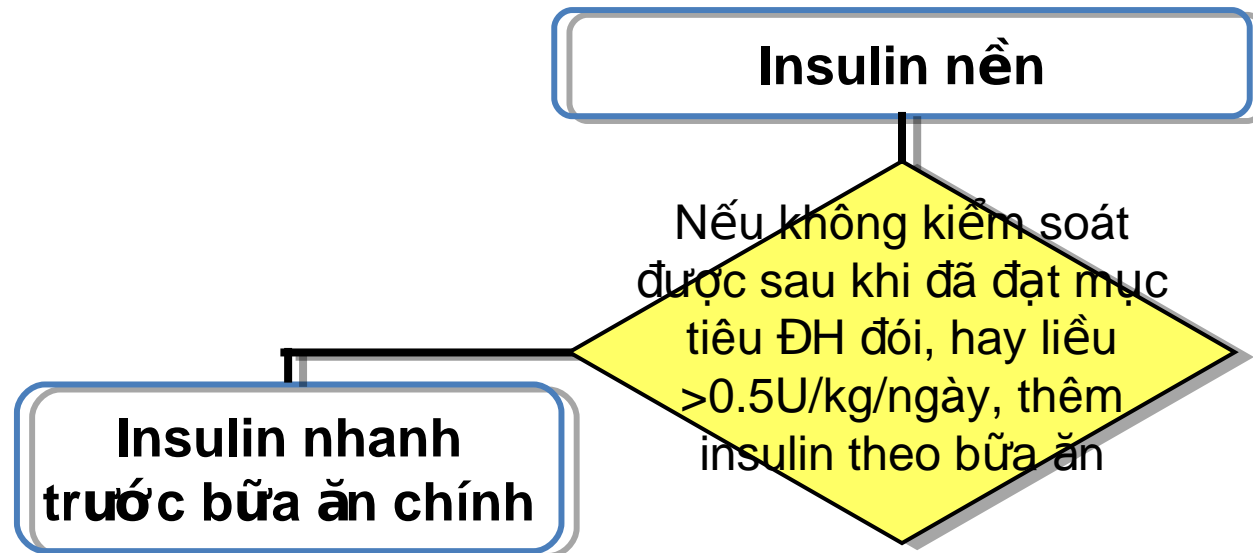 Insulin nền
Nếu không kiểm soát
được sau khi đã đạt mục
tiêu ĐH đói, hay liều
>0.5U/kg/ngày, thêm
insulin theo bữa ăn
Insulin nhanh
trước bữa ăn chính